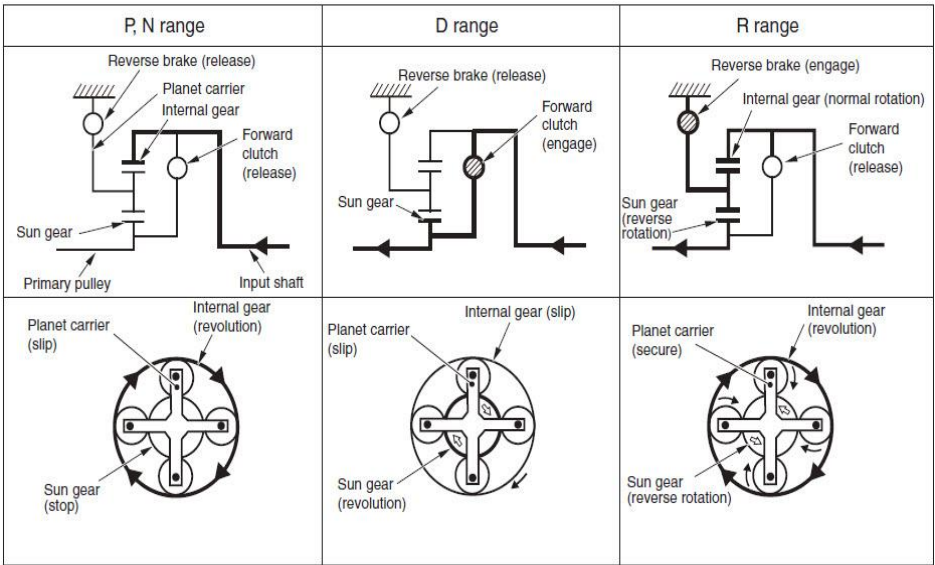 P, N range
D range
R range
Reverse brake (release)
Planet carrier
Internal gear
Forward
clutch
(release)
Sun gear
Primary pulley
Input shaft
Reverse brake (release)
Forward
clutch
(engage)
Sun gear
Reverse brake (engage)
Internal gear (normal rotation)
Forward
clutch
(release)
Sun gear
(reverse
rotation)
Internal gear
(revolution)
Planet carrier
(slip)
Sun gear
(stop)
Internal gear (slip)
Planet carrier
(slip)
Sun gear
(revolution)
Internal gear
(revolution)
Planet carrier
(secure)
Sun gear
(reverse rotation)